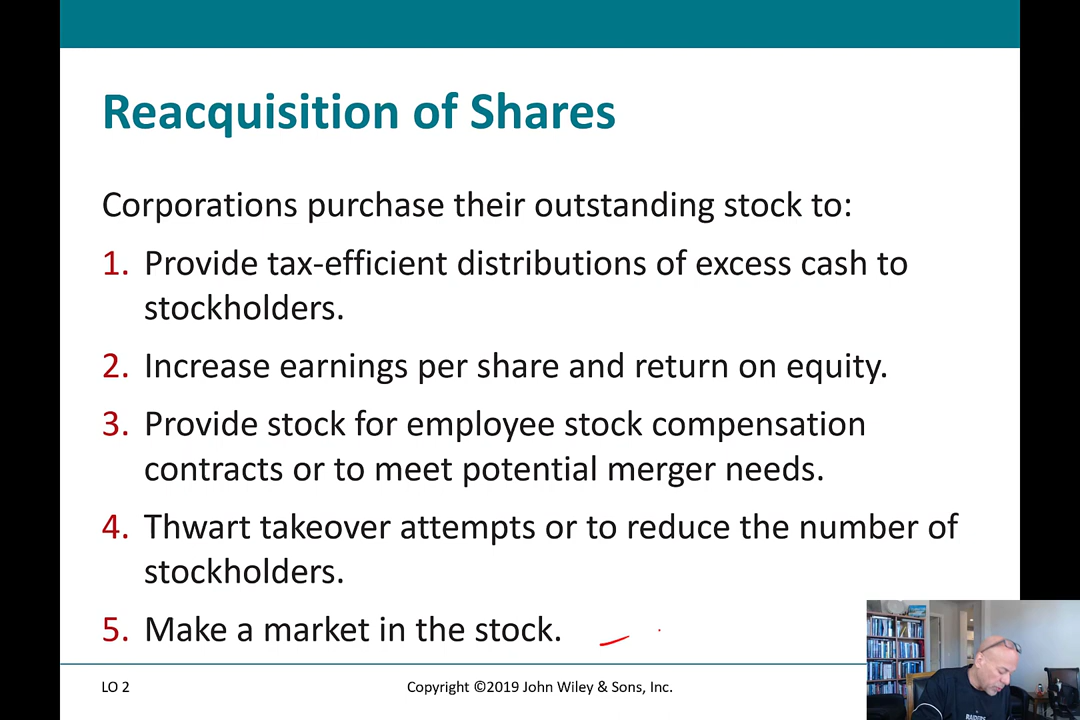 Reacquisition of Shares
Corporations purchase their outstanding stock to:
1. Provide tax-efficient distributions of excess cash to
stockholders.
2. Increase earnings per share and return on equity.
3. Provide stock for employee stock compensation
contracts or to meet potential merger needs.
4. Thwart takeover attempts or to reduce the number of
stockholders.
5. Make a market in the stock.
LO 2
Copyright ©2019 John Wiley & Sons, Inc.
RAIDERS